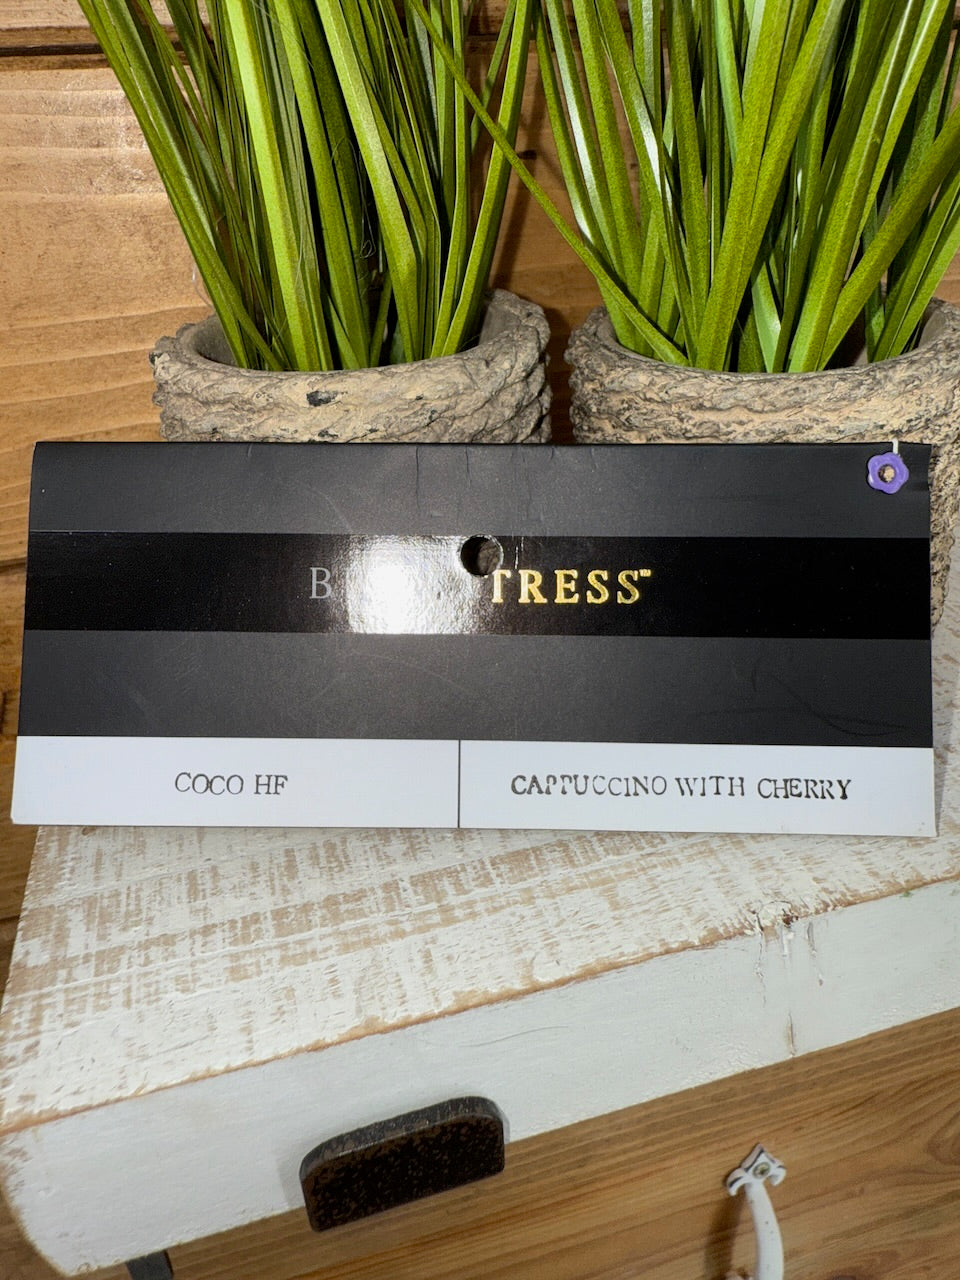 TRESS™
COCO HF
CAPPUCCINO WITH CHERRY